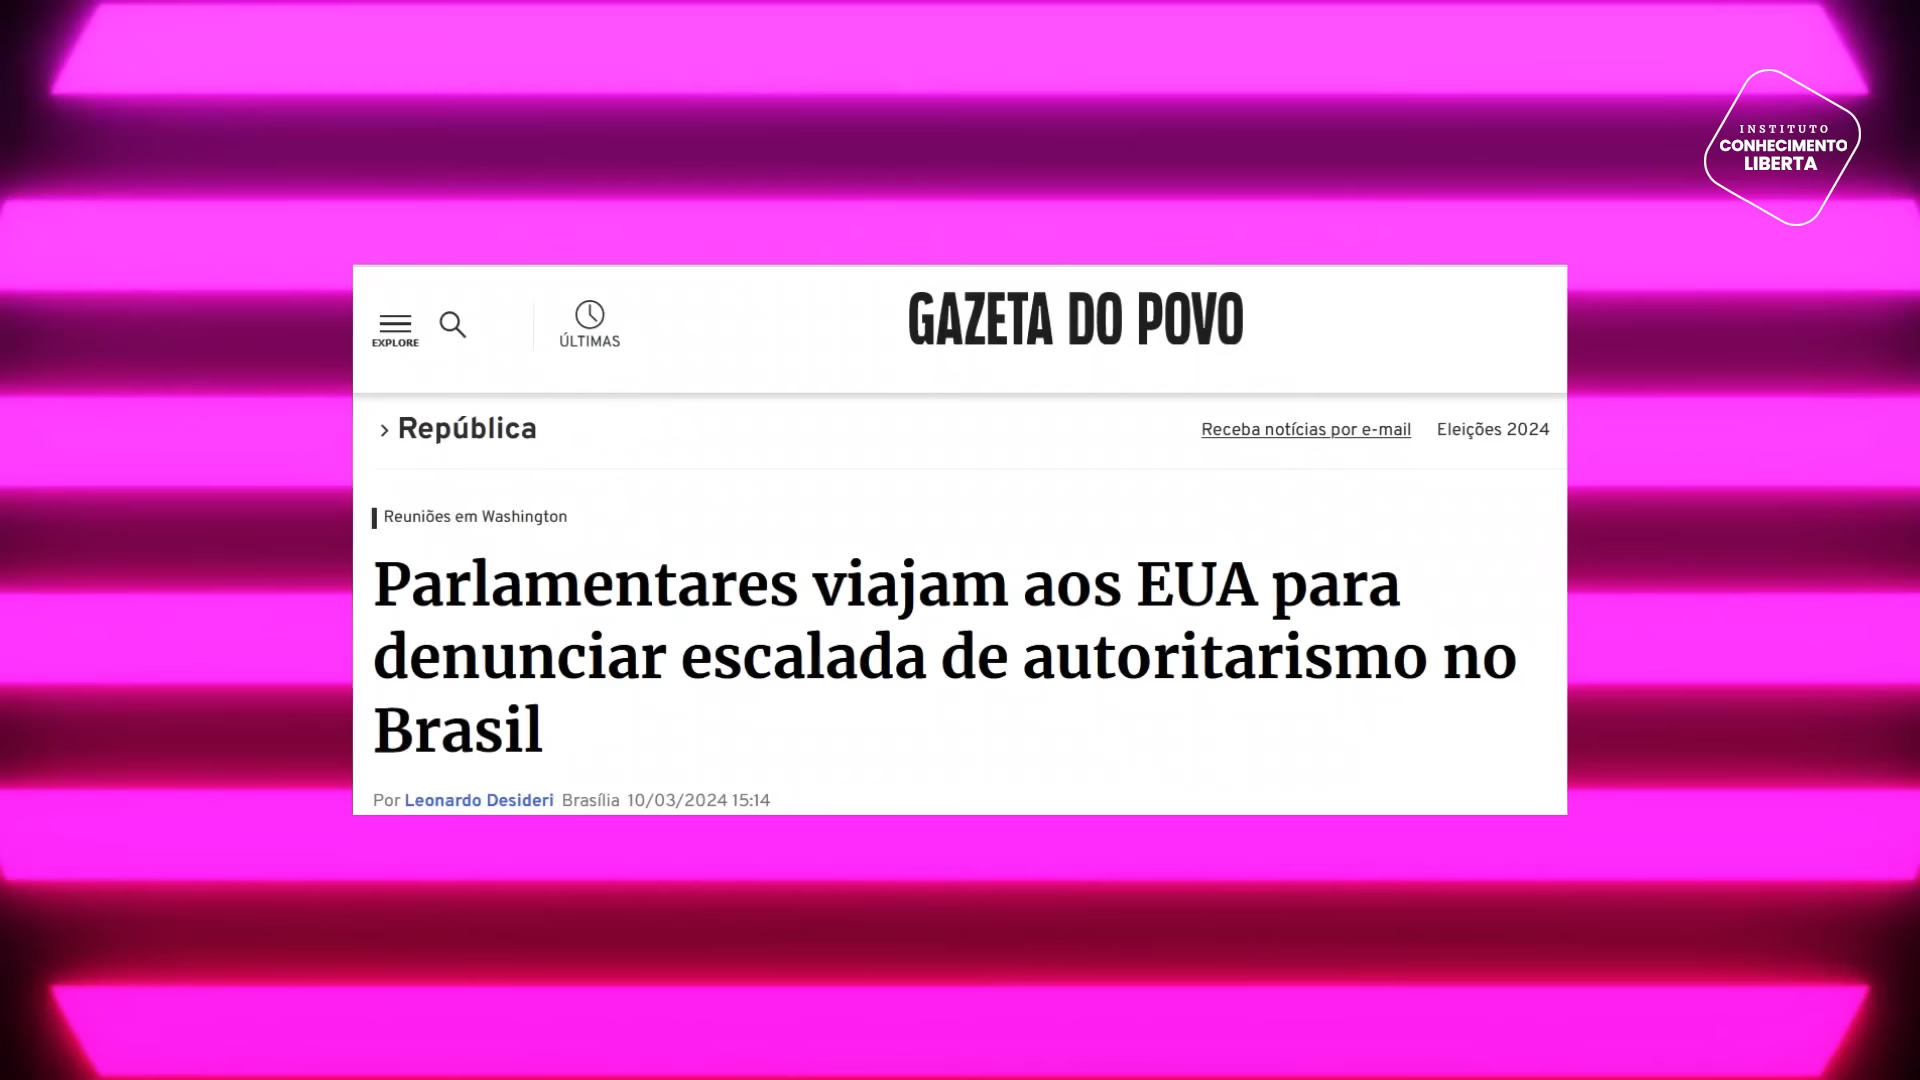 INSTITUTO
CONHECIMENTO
LIBERTA
EXPLORE
ÚLTIMAS
GAZETA DO POVO
República
Receba notícias por e-mail
Eleições 2024
Reuniões em Washington
Parlamentares viajam aos EUA para
denunciar escalada de autoritarismo no
Brasil
Por Leonardo Desideri Brasília 10/03/2024 15:14